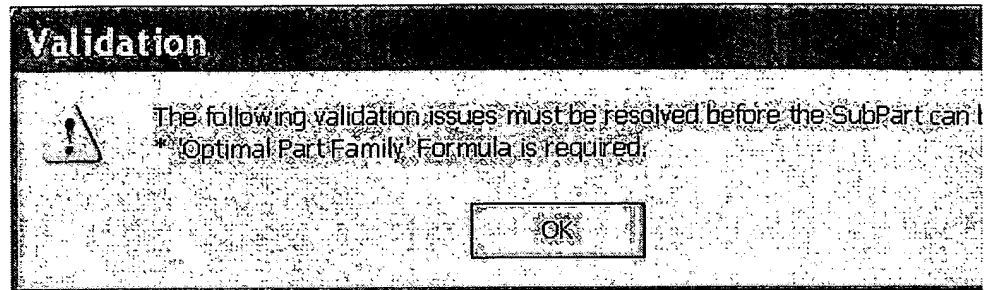 Validation
The following validation issues must be resolved before the SubPart can
* 'Optimal Part Family' Formula is required.
OK